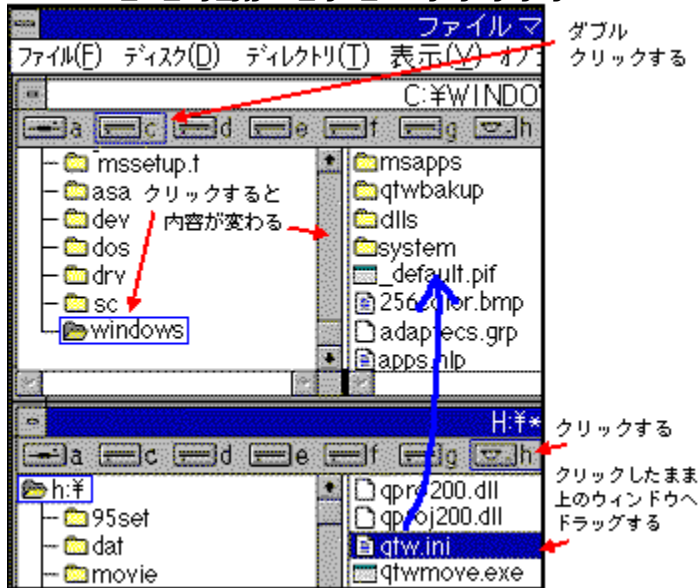 ファイル マ
ダブル
クリックする
ファイル(F) ディスク(D) ディレクトリ(T) 表示(V) オプシ
C:¥WINDO
a c d e f g h
mssetup.t
asa
dev
dos
drv
sc
windows
クリックすると
内容が変わる
msapps
qtwbakup
dlls
system
_default.pif
256color.bmp
adaptecs.grp
apps.hlp
H:¥*
クリックする
a c d e f g h
クリックしたまま
上のウィンドウへ
ドラッグする
h:¥
95set
dat
movie
qpro200.dll
qproj200.dll
qtw.ini
qtwmove.exe